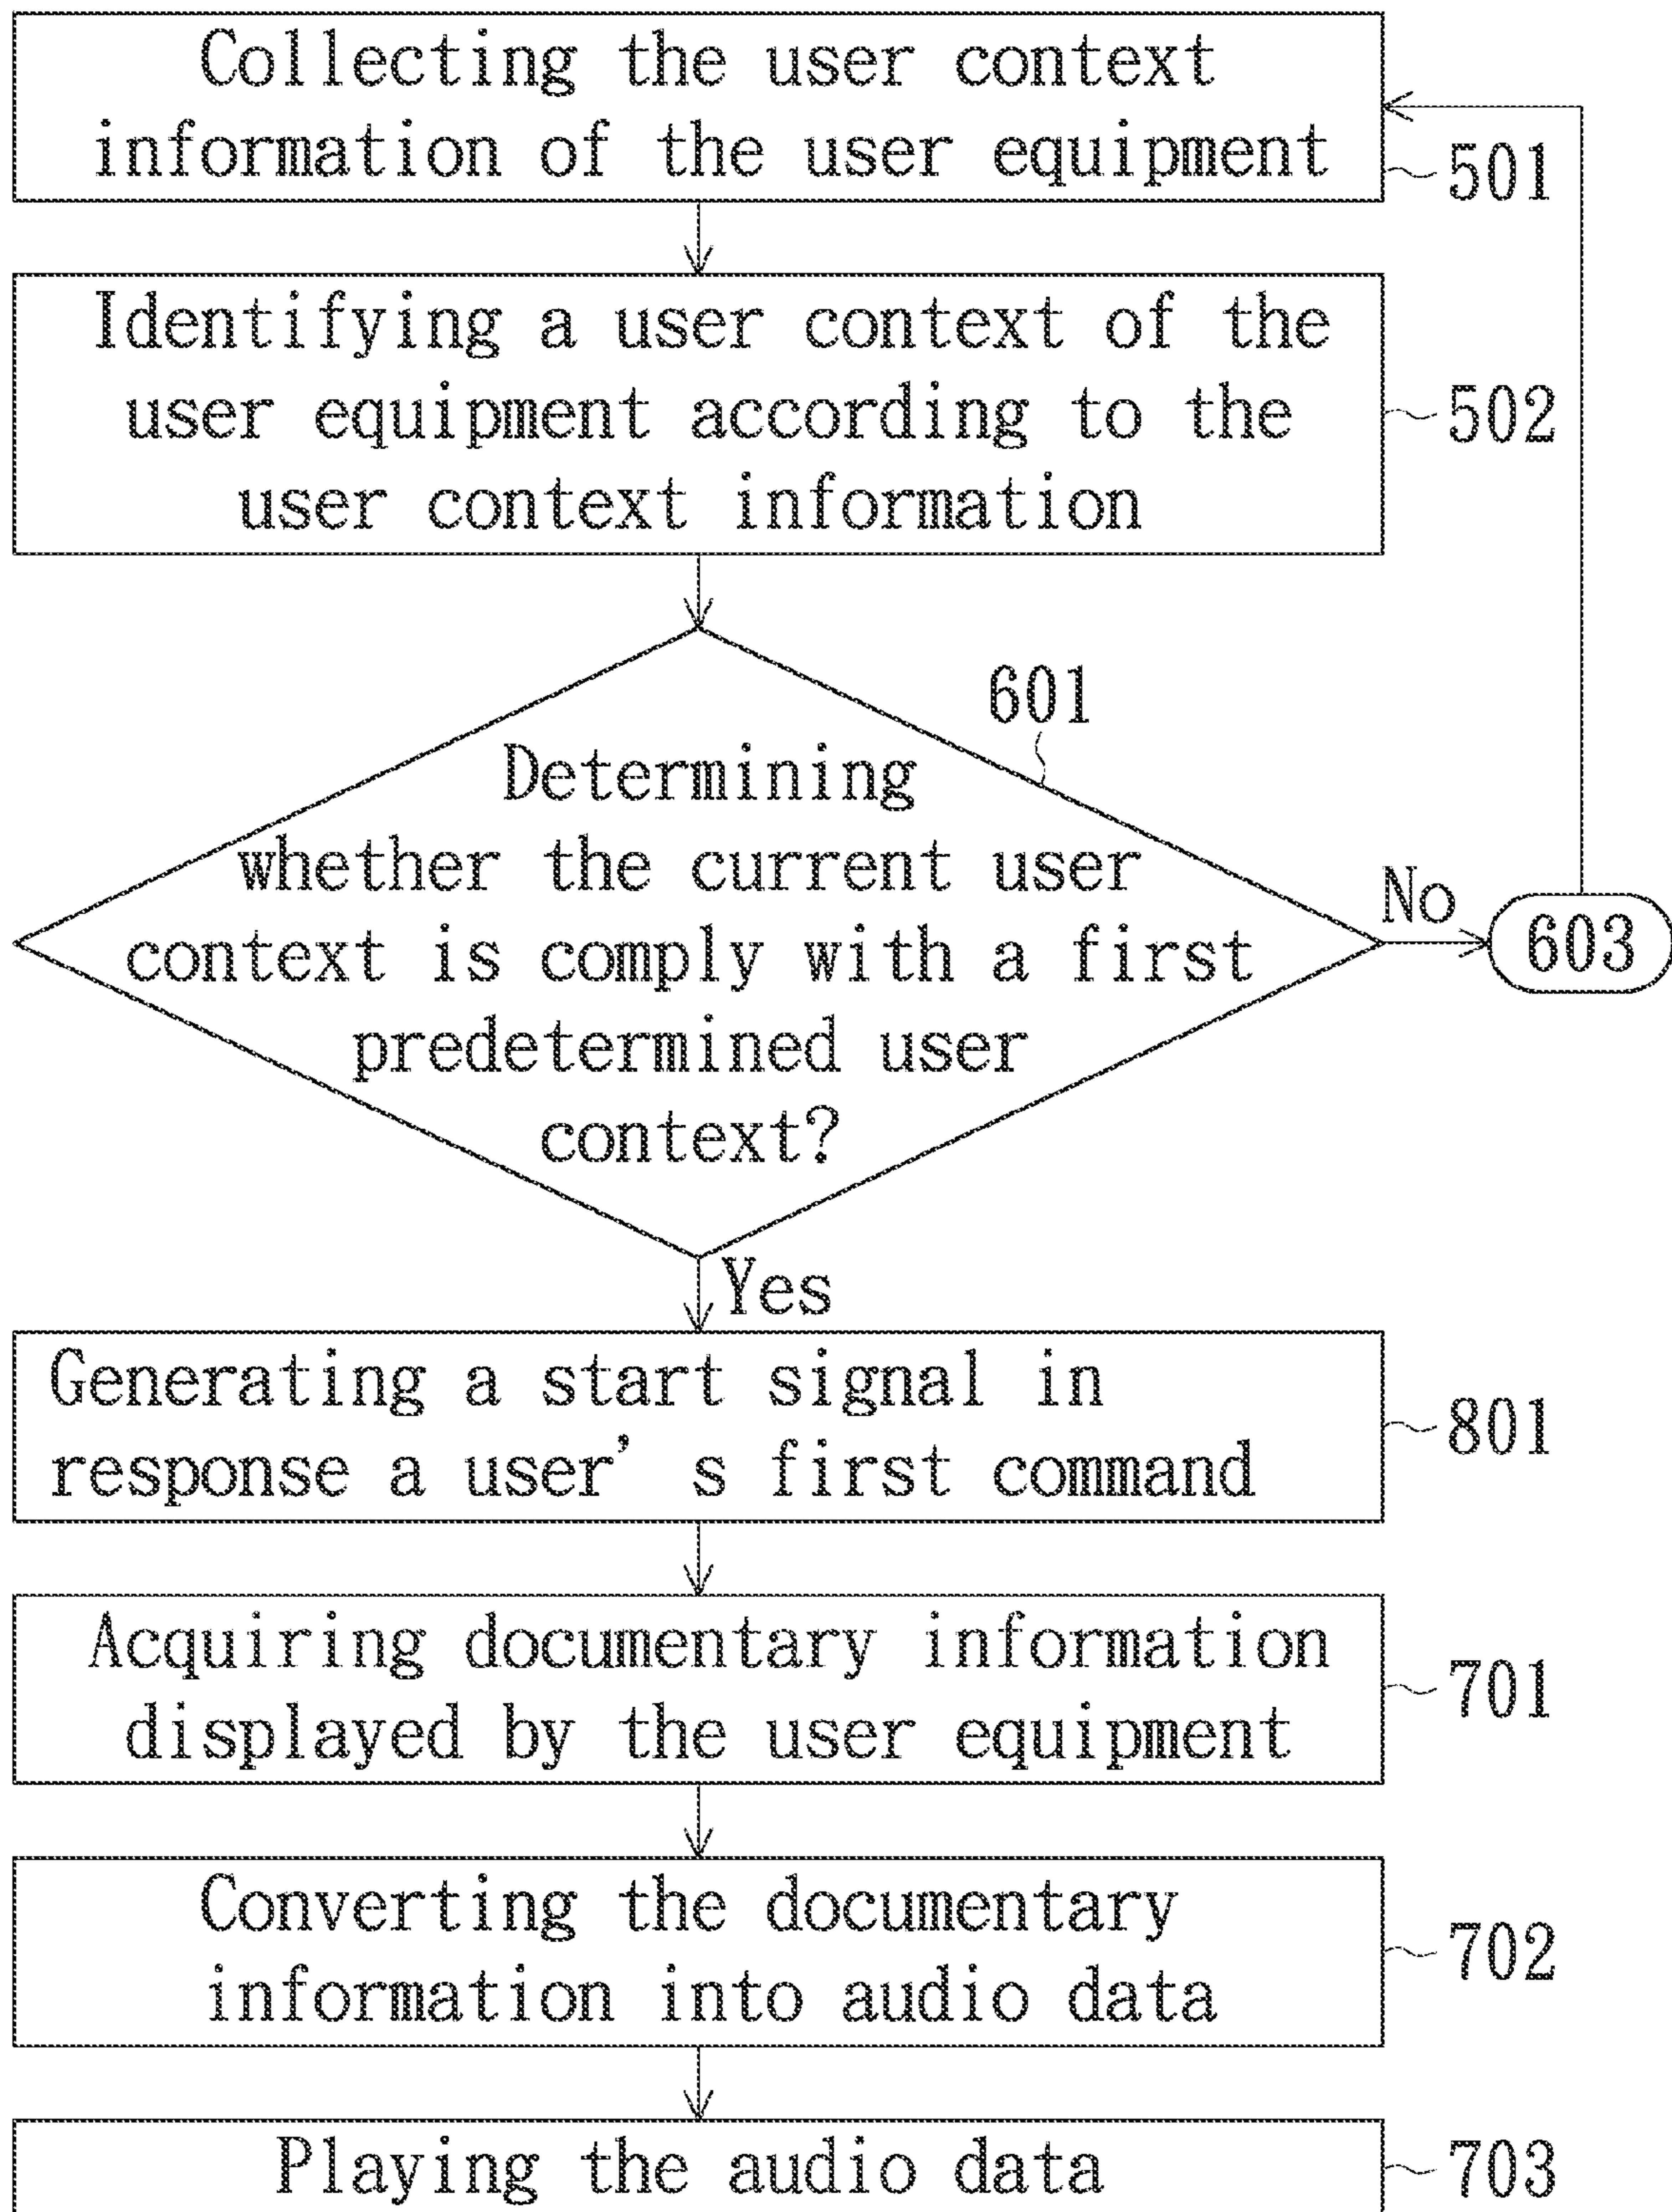 Collecting the user context
information of the user equipment
501
Identifying a user context of the
user equipment according to the
user context information
502
601
Determining
whether the current user
context is comply with a first
predetermined user
context?
No
603
Yes
Generating a start signal in
response a user's first command
801
Acquiring documentary information
displayed by the user equipment
701
Converting the documentary
information into audio data
702
Playing the audio data
703